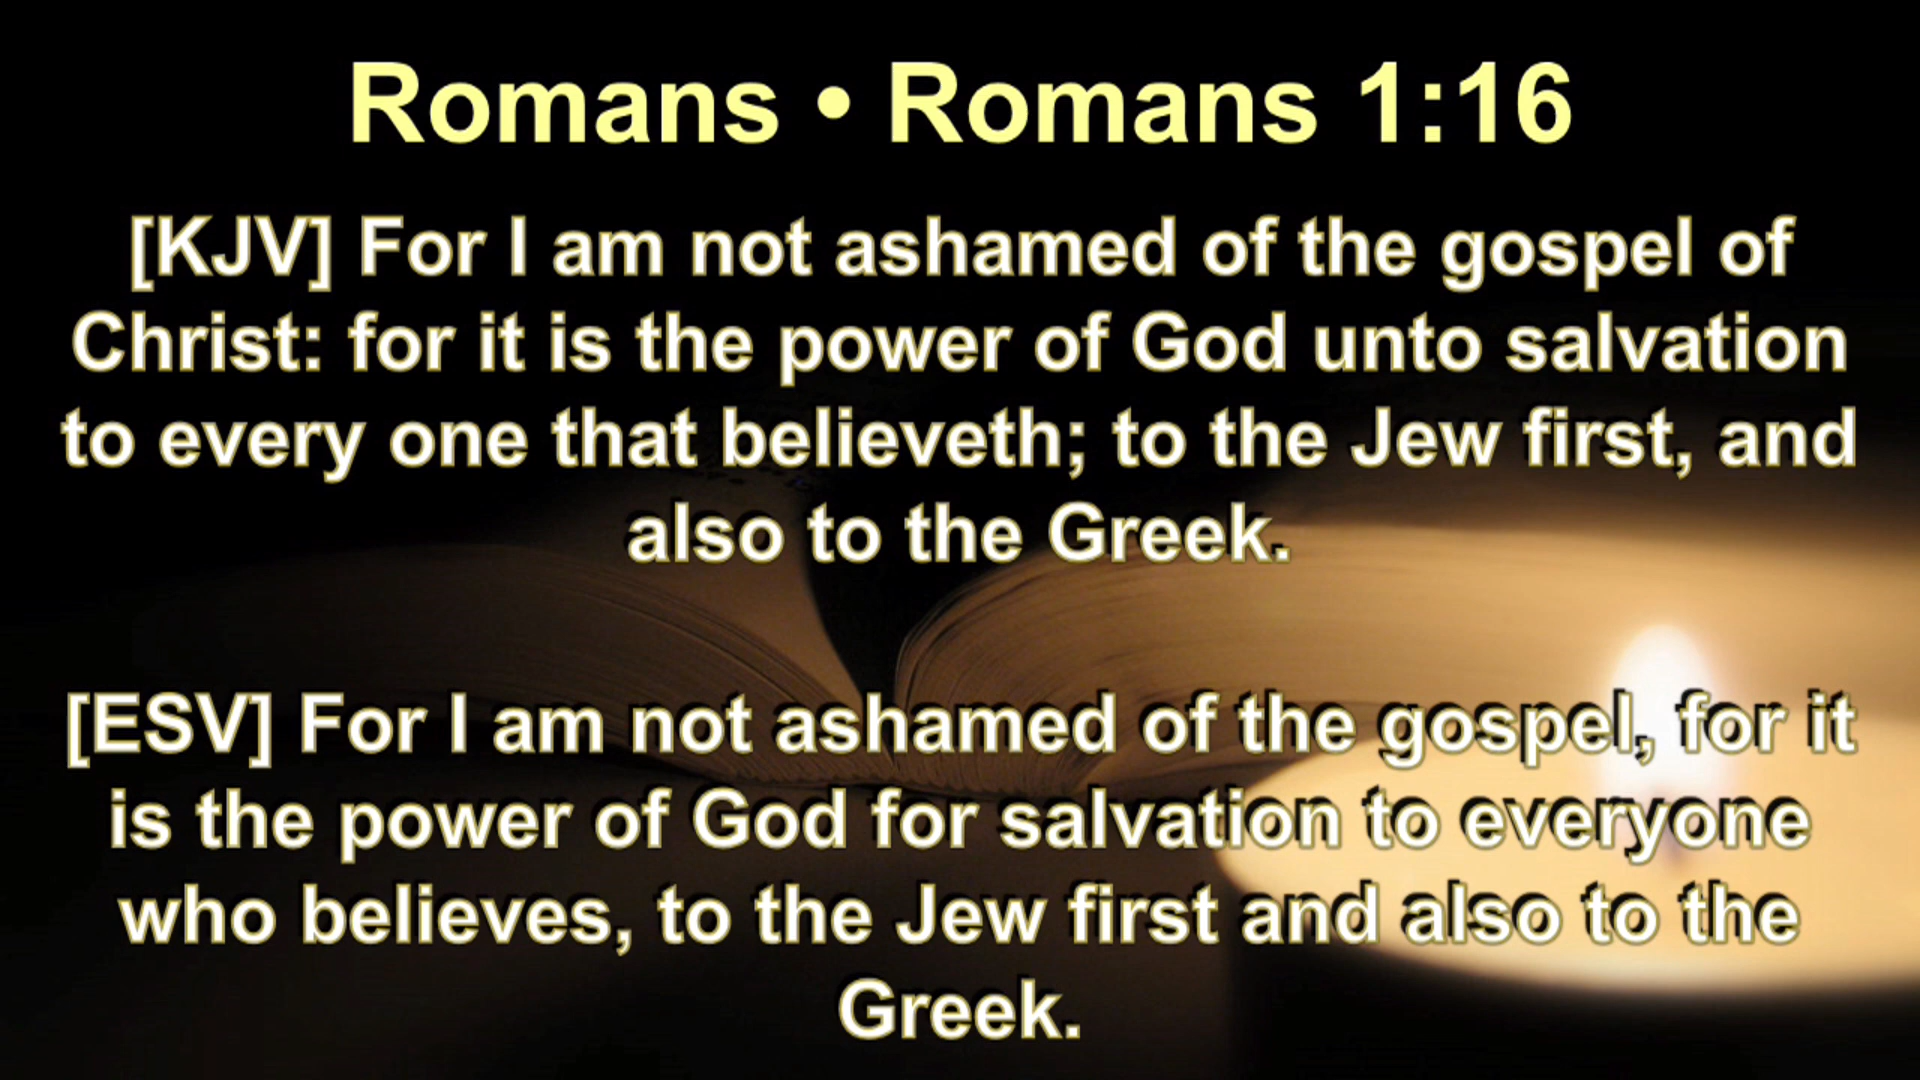 Romans • Romans 1:16
[KJV] For I am not ashamed of the gospel of
Christ: for it is the power of God unto salvation
to every one that believeth; to the Jew first, and
also to the Greek.
[ESV] For I am not ashamed of the gospel, for it
is the power of God for salvation to everyone
who believes, to the Jew first and also to the
Greek.